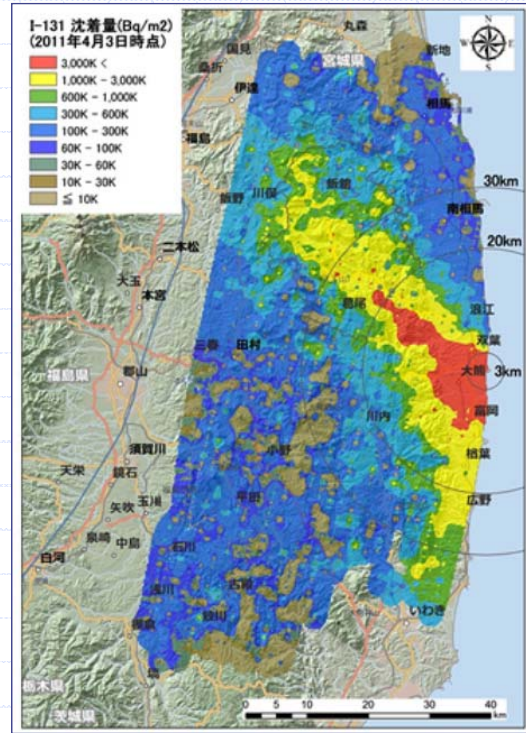 I-131 沈着量(Bq/m2)
(2011年4月3日時点)
3,000K <
1,000K - 3,000K
600K - 1,000K
300K - 600K
100K - 300K
60K - 100K
30K - 60K
10K - 30K
≦ 10K
N
W
E
S
丸森
国見
新地
宮城県
桑折
伊達
相馬
福島
30km
飯舘
川俣
飯野
南相馬
20km
二本松
大玉
葛尾
浪江
本宮
双葉
三春
田村
大熊
3km
福島県
郡山
富岡
川内
須賀川
小野
楢葉
天栄
鏡石
平田
広野
矢吹
玉川
泉崎
中島
石川
白河
浅川
古殿
いわき
鮫川
棚倉
塙
栃木県
茨城県
0
10
20
30
40
km